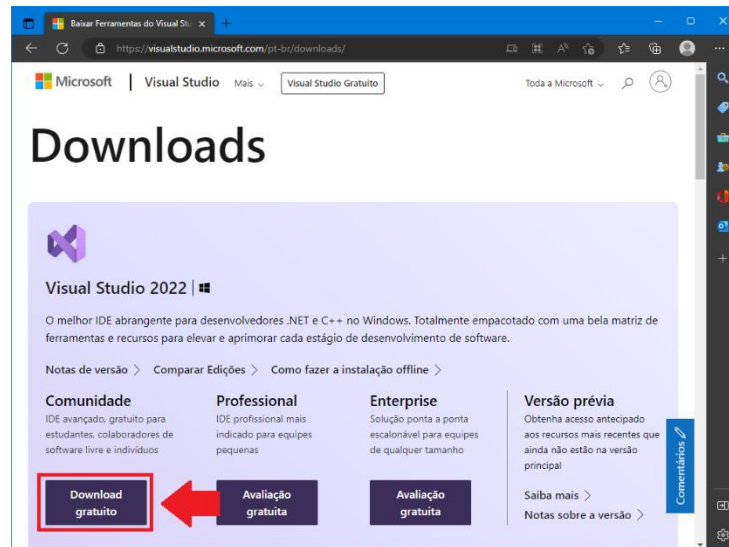 Baixar Ferramentas do Visual Stu
https://visualstudio.microsoft.com/pt-br/downloads/
Microsoft | Visual Studio Mais Visual Studio Gratuito Toda a Microsoft
Downloads
Visual Studio 2022
O melhor IDE abrangente para desenvolvedores .NET e C++ no Windows. Totalmente empacotado com uma bela matriz de
ferramentas e recursos para elevar e aprimorar cada estágio de desenvolvimento de software.
Notas de versão > Comparar Edições > Como fazer a instalação offline >
Comunidade
IDE avançado, gratuito para
estudantes, colaboradores de
software livre e indivíduos
Download
gratuito
Professional
IDE profissional mais
indicado para equipes
pequenas
Avaliação
gratuita
Enterprise
Solução ponta a ponta
escalonável para equipes
de qualquer tamanho
Avaliação
gratuita
Versão prévia
Obtenha acesso antecipado
aos recursos mais recentes que
ainda não estão na versão
principal
Saiba mais >
Notas sobre a versão >
Comentários